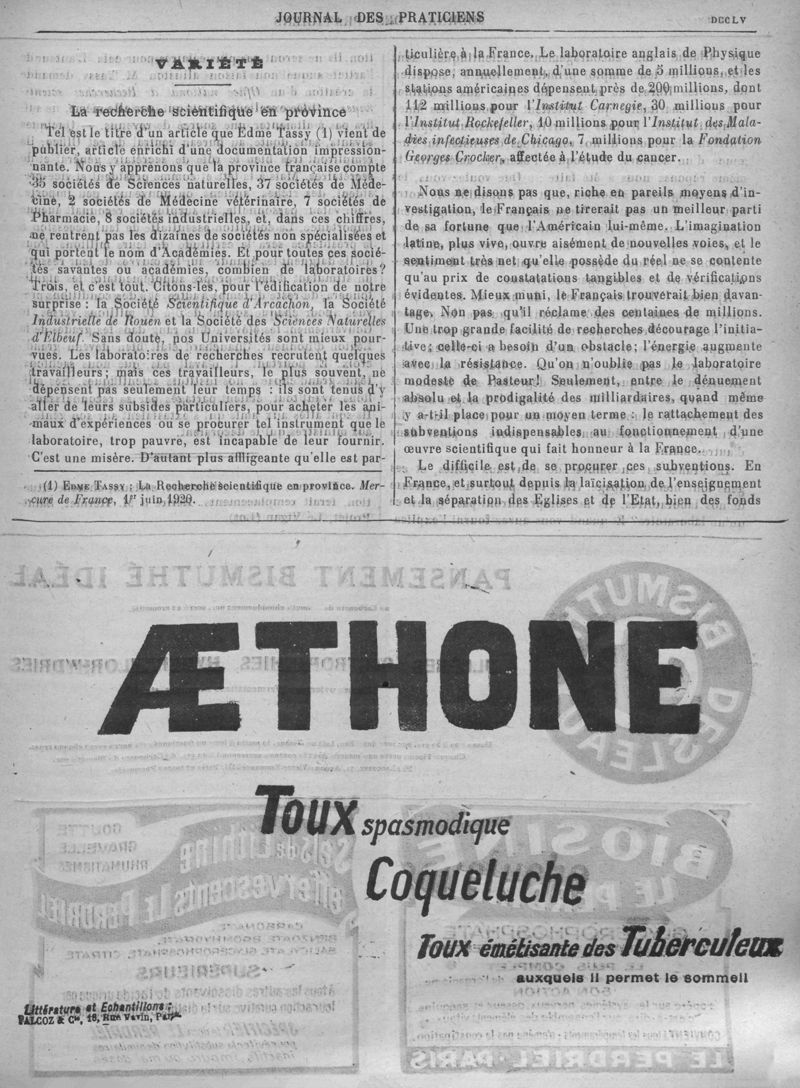 JOURNAL DES PRATICIENS
DCCLV
VARIÉTÉ
La recherche scientifique en province
Tel est le titre d'un article que Edme Tassy (1) vient de
publier, article enrichi d'une documentation impression-
nante. Nous y apprenons que la province française compte
35 sociétés de Sciences naturelles, 37 sociétés de Méde-
cine, 2 sociétés de Médecine vétérinaire, 7 sociétés de
Pharmacie, 8 sociétés industrielles, et, dans ces chiffres,
ne rentrent pas les dizaines de sociétés non spécialisées et
qui portent le nom d'Académies. Et pour toutes ces socié-
tés savantes ou académies, combien de laboratoires?
Trois, et c'est tout. Citons-les, pour l'édification de notre
surprise : la Société Scientifique d'Arcachon, la Société
Industrielle de Rouen et la Société des Sciences Naturelles
d'Elbeuf. Sans doute, nos Universités sont mieux pour-
vues. Les laboratoires de recherches recrutent quelques
travailleurs; mais ces travailleurs, le plus souvent, ne
dépensent pas seulement leur temps : ils sont tenus d'y
aller de leurs subsides particuliers, pour acheter les ani-
maux d'expériences ou se procurer tel instrument que le
laboratoire, trop pauvre, est incapable de leur fournir.
C'est une misère. D'autant plus affligeante qu'elle est par-
(1) EDME TASSY : La Recherche scientifique en province. Mer-
cure de France, 1er juin 1920.
ticulière à la France. Le laboratoire anglais de Physique
dispose, annuellement, d'une somme de 5 millions, et les
stations américaines dépensent près de 200 millions, dont
112 millions pour l'Institut Carnegie, 30 millions pour
l'Institut Rockefeller, 10 millions pour l'Institut des Mala-
dies infectieuses de Chicago, 7 millions pour la Fondation
Georges Crocker, affectée à l'étude du cancer.
Nous ne disons pas que, riche en pareils moyens d'in-
vestigation, le Français ne tirerait pas un meilleur parti
de sa fortune que l'Américain lui-même. L'imagination
latine, plus vive, ouvre aisément de nouvelles voies, et le
sentiment très net qu'elle possède du réel ne se contente
qu'au prix de constatations tangibles et de vérifications
évidentes. Mieux muni, le Français trouverait bien davan-
tage. Non pas qu'il réclame des centaines de millions.
Une trop grande facilité de recherches décourage l'initia-
tive; celle-ci a besoin d'un obstacle; l'énergie augmente
avec la résistance. Qu'on n'oublie pas le laboratoire
modeste de Pasteur! Seulement, entre le dénuement
absolu et la prodigalité des milliardaires, quand même
y a-t-il place pour un moyen terme : le rattachement des
subventions indispensables au fonctionnement d'une
œuvre scientifique qui fait honneur à la France.
Le difficile est de se procurer ces subventions. En
France, et surtout depuis la laïcisation de l'enseignement
et la séparation des Eglises et de l'Etat, bien des fonds
ÆTHONE
Toux spasmodique
Coqueluche
Toux émétisante des Tuberculeux
auxquels il permet le sommeil
Littérature et Echantillons :
FALCOZ & Cie, 18, Rue Vavin, Paris